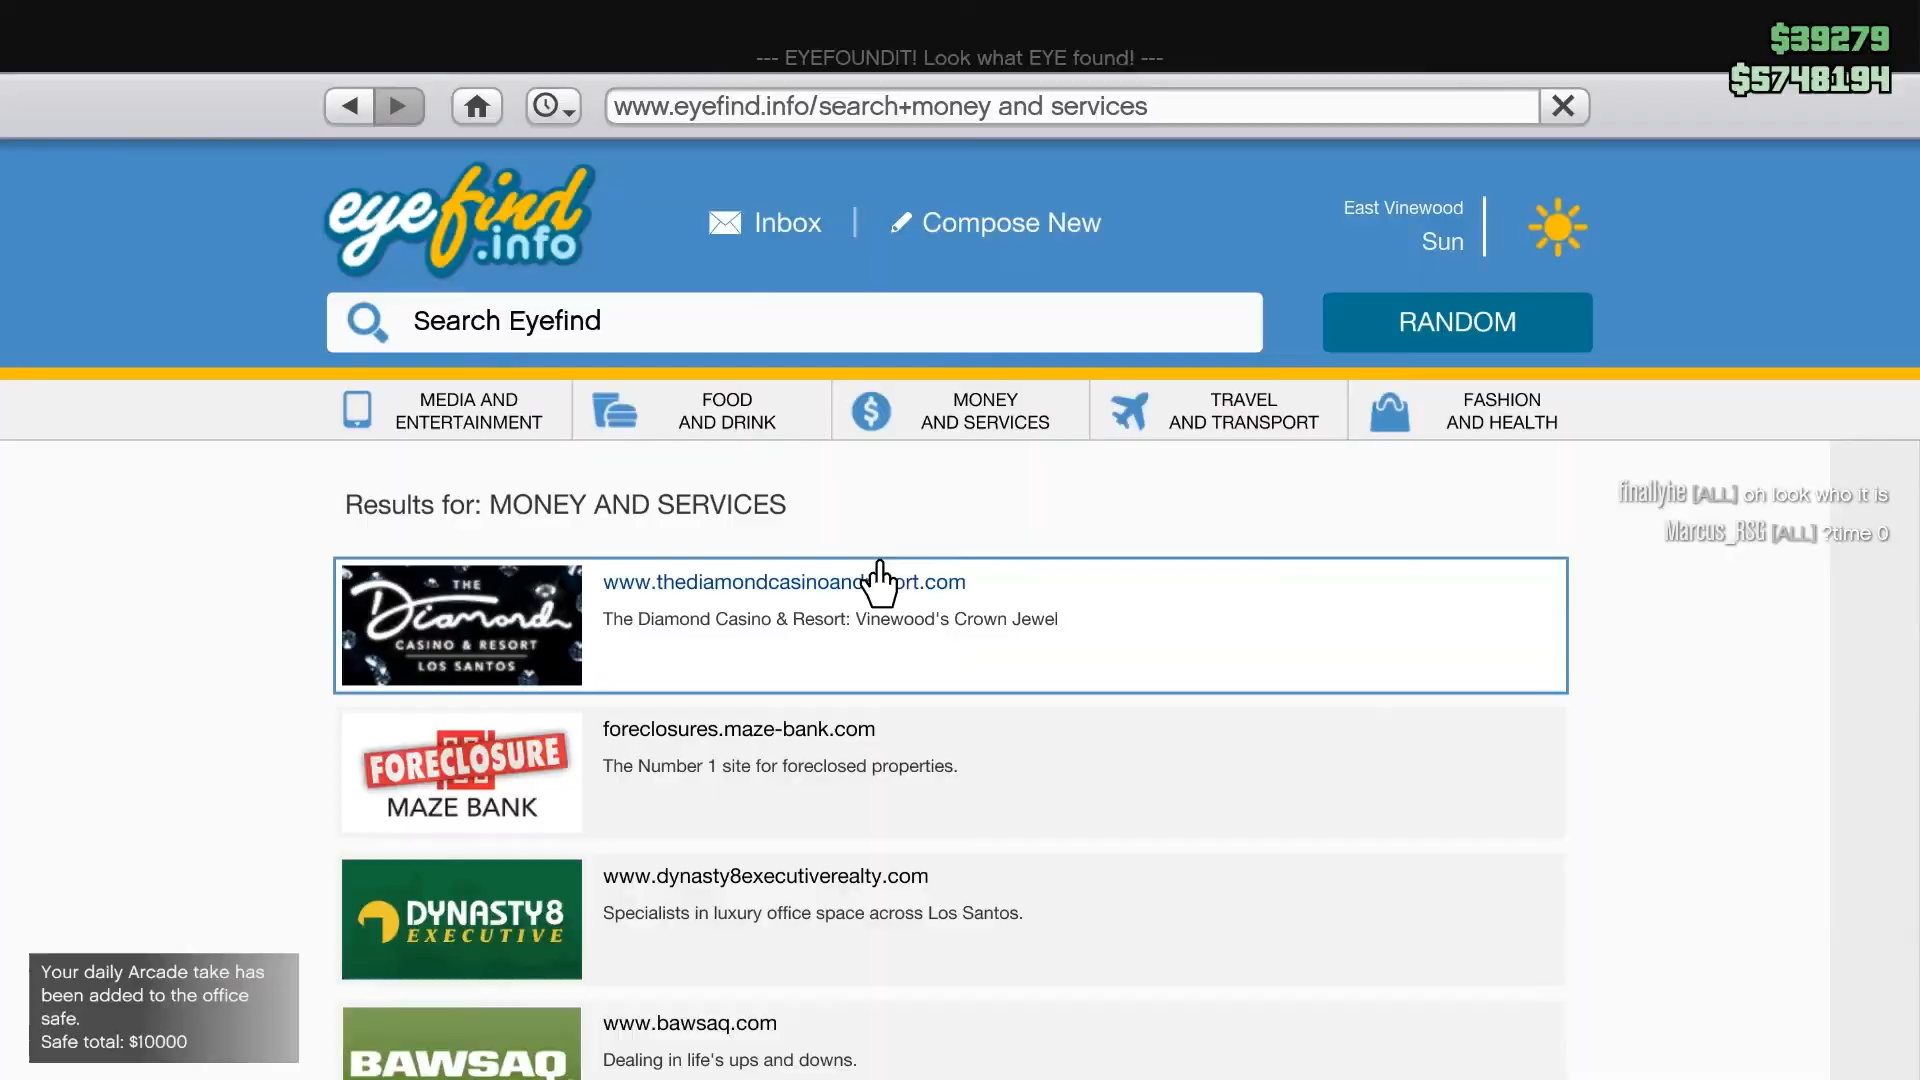 $39279
--- EYEFOUNDIT! Look what EYE found! ---
$5748194
www.eyefind.info/search+money and services
eyefind
.info
Inbox
Compose New
East Vinewood
Sun
Search Eyefind
RANDOM
MEDIA AND
ENTERTAINMENT
FOOD
AND DRINK
MONEY
AND SERVICES
TRAVEL
AND TRANSPORT
FASHION
AND HEALTH
Results for: MONEY AND SERVICES
finallyhe [ALL] oh look who it is
Marcus_RSG [ALL] ?time 0
THE
Diamond
CASINO & RESORT
LOS SANTOS
The Diamond Casino & Resort: Vinewood's Crown Jewel
FORECLOSURE
MAZE BANK
foreclosures.maze-bank.com
The Number 1 site for foreclosed properties.
DYNASTY8
EXECUTIVE
www.dynasty8executiverealty.com
Specialists in luxury office space across Los Santos.
BAWSAQ
www.bawsaq.com
Dealing in life's ups and downs.
Your daily Arcade take has
been added to the office
safe.
Safe total: $10000